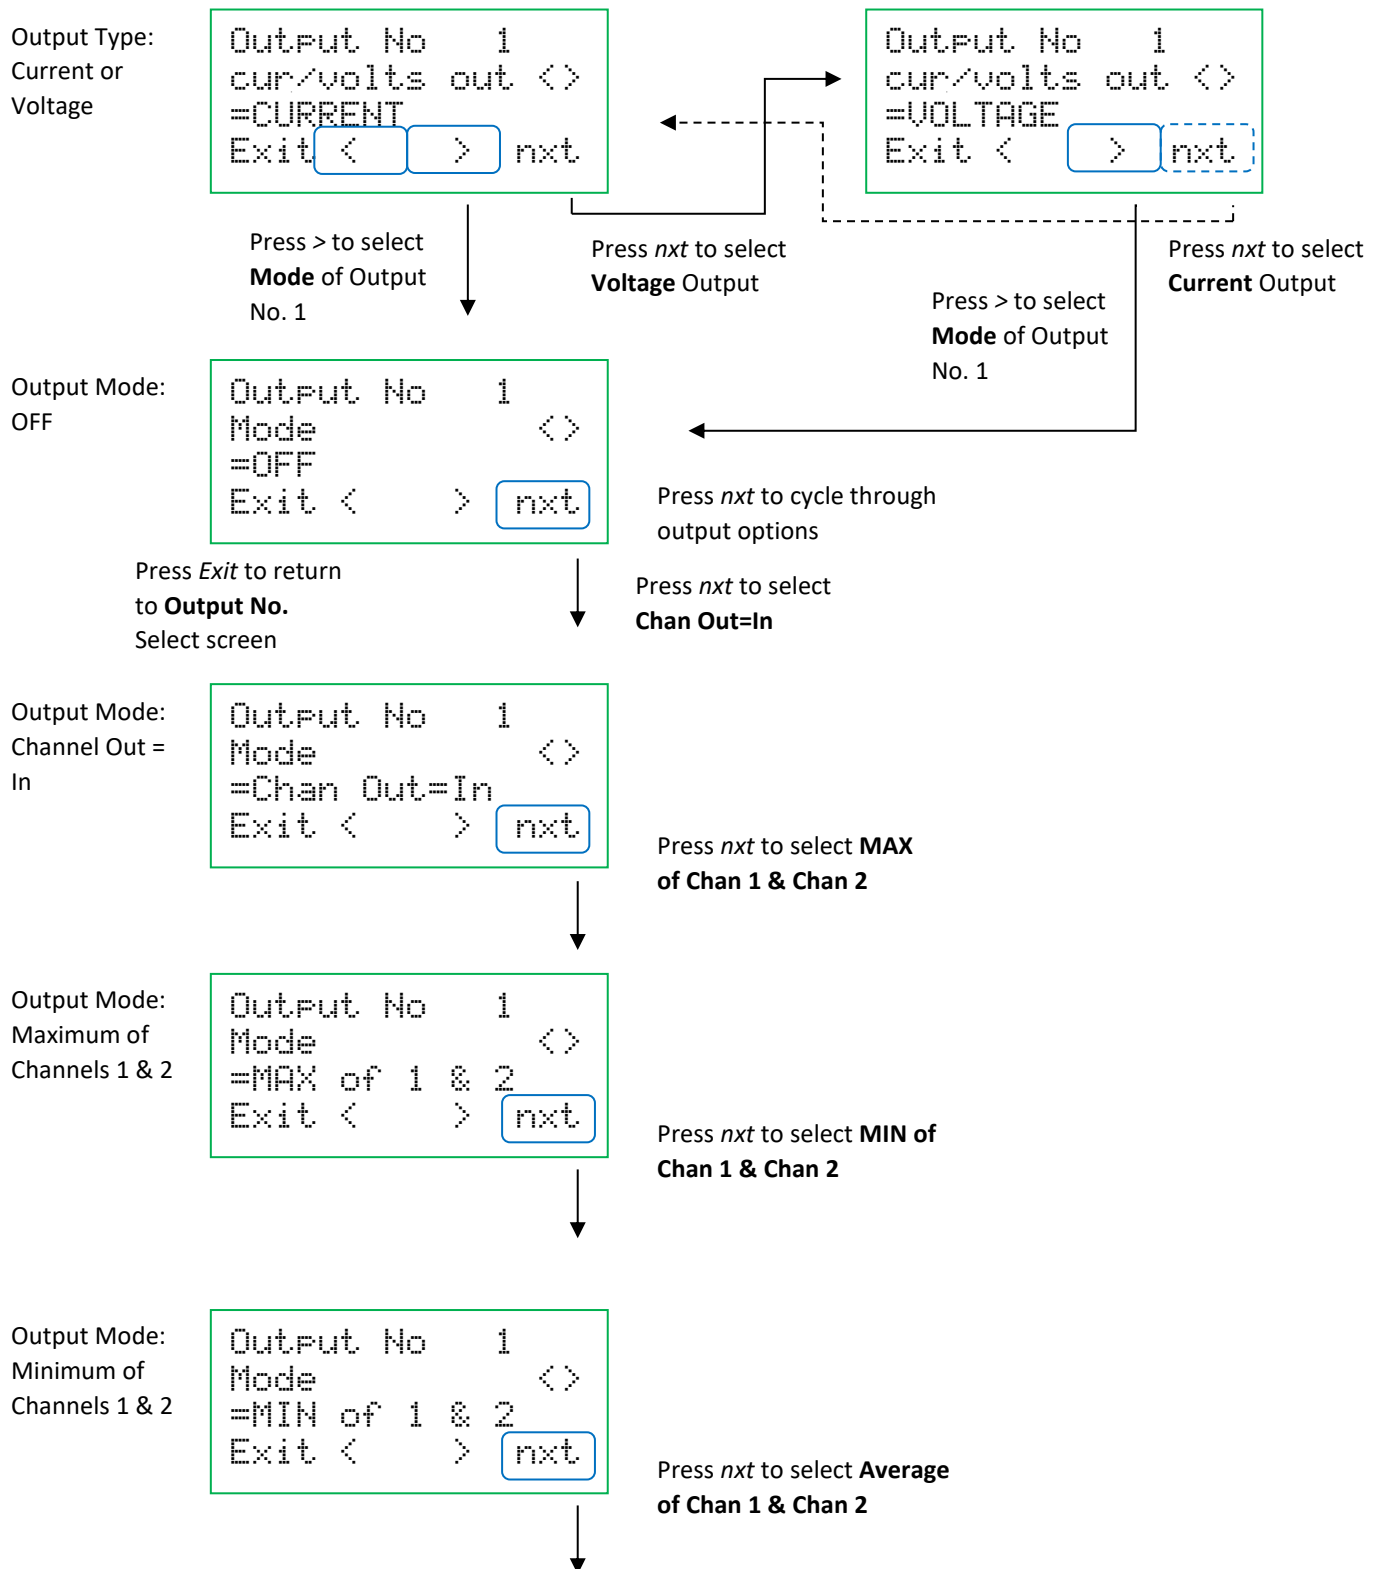 Output Type:
Current or
Voltage
Output No 1
cur/volts out <>
=CURRENT
Exit < > nxt
Output No 1
cur/volts out <>
=VOLTAGE
Exit < > nxt
Press > to select
Mode of Output
No. 1
Press nxt to select
Voltage Output
Press > to select
Mode of Output
No. 1
Press nxt to select
Current Output
Output Mode:
OFF
Output No 1
Mode <>
=OFF
Exit < > nxt
Press nxt to cycle through
output options
Press Exit to return
to Output No.
Select screen
Press nxt to select
Chan Out=In
Output Mode:
Channel Out =
In
Output No 1
Mode <>
=Chan Out=In
Exit < > nxt
Press nxt to select MAX
of Chan 1 & Chan 2
Output Mode:
Maximum of
Channels 1 & 2
Output No 1
Mode <>
=MAX of 1 & 2
Exit < > nxt
Press nxt to select MIN of
Chan 1 & Chan 2
Output Mode:
Minimum of
Channels 1 & 2
Output No 1
Mode <>
=MIN of 1 & 2
Exit < > nxt
Press nxt to select Average
of Chan 1 & Chan 2